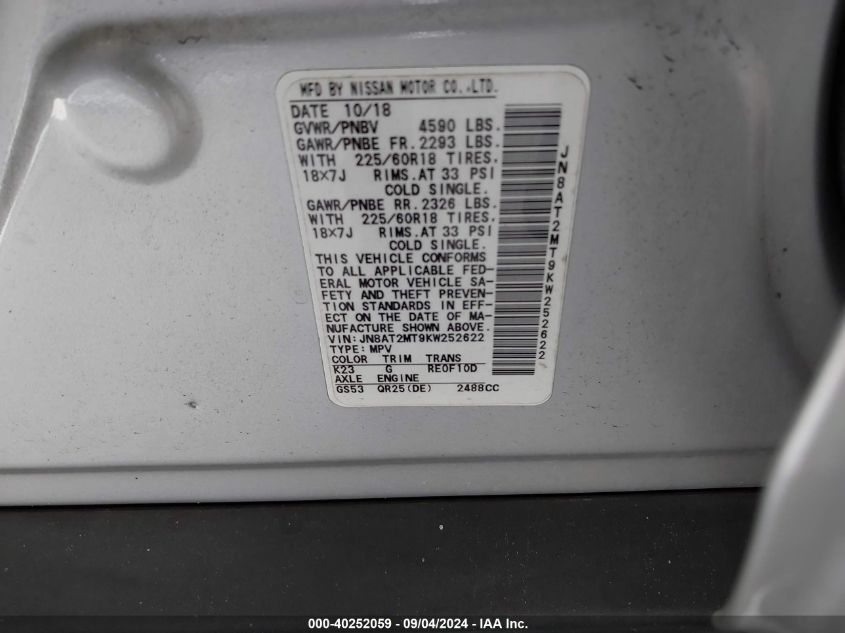 MFD BY NISSAN MOTOR CO.,LTD.
DATE 10/18
GVWR/PNBV 4590 LBS.
GAWR/PNBE FR. 2293 LBS.
WITH 225/60R18 TIRES.
18×7J RIMS.AT 33 PSI
COLD SINGLE.
GAWR/PNBE RR. 2326 LBS.
WITH 225/60R18 TIRES.
18×7J RIMS.AT 33 PSI
COLD SINGLE.
THIS VEHICLE CONFORMS
TO ALL APPLICABLE FED-
ERAL MOTOR VEHICLE SA-
FETY AND THEFT PREVEN-
TION STANDARDS IN EFF-
ECT ON THE DATE OF MA-
NUFACTURE SHOWN ABOVE.
VIN: JN8AT2MT9KW252622
TYPE: MPV
COLOR TRIM TRANS
K23 G RE0F10D
AXLE ENGINE
GS53 QR25(DE) 2488CC
JN8AT2MT9KW252622
000-40252059 - 09/04/2024 - IAA Inc.